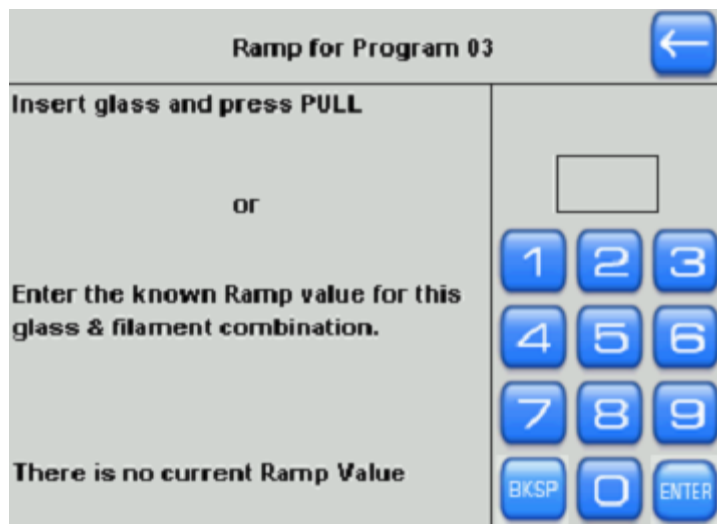 Ramp for Program 03
Insert glass and press PULL
or
Enter the known Ramp value for this
glass & filament combination.
There is no current Ramp Value
1 2 3
4 5 6
7 8 9
BKSP 0 ENTER